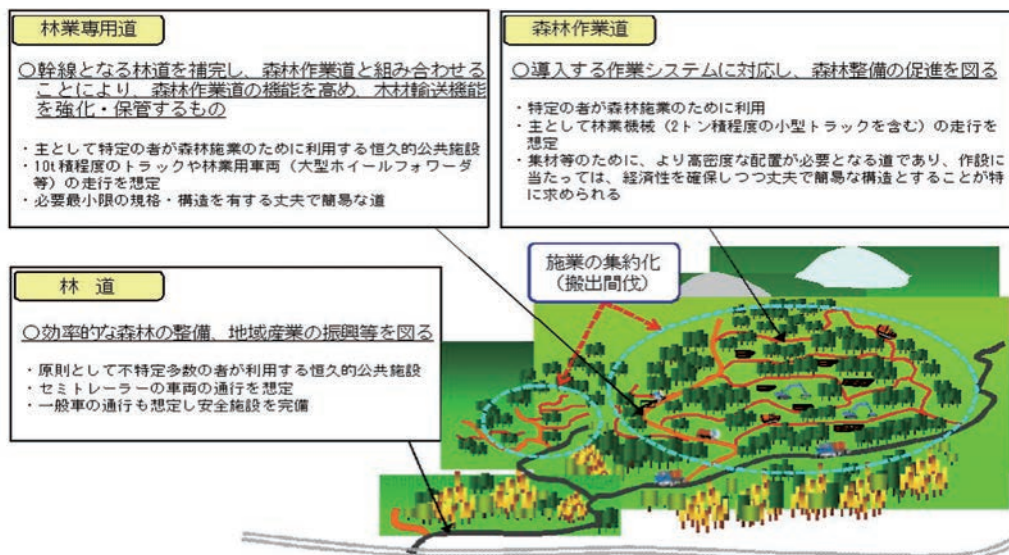 林業専用道
○幹線となる林道を補完し、森林作業道と組み合わせる
ことにより、森林作業道の機能を高め、木材輸送機能
を強化・保管するもの
・主として特定の者が森林施業のために利用する恒久的公共施設
・10t積程度のトラックや林業用車両（大型ホイールフォワーダ
等）の走行を想定
・必要最小限の規格・構造を有する丈夫で簡易な道
森林作業道
○導入する作業システムに対応し、森林整備の促進を図る
・特定の者が森林施業のために利用
・主として林業機械（2トン積程度の小型トラックを含む）の走行を
想定
・集材等のために、より高密度な配置が必要となる道であり、作設に
当たっては、経済性を確保しつつ丈夫で簡易な構造とすることが特
に求められる
施業の集約化
（搬出間伐）
林　道
○効率的な森林の整備、地域産業の振興等を図る
・原則として不特定多数の者が利用する恒久的公共施設
・セミトレーラーの車両の通行を想定
・一般車の通行も想定し安全施設を完備